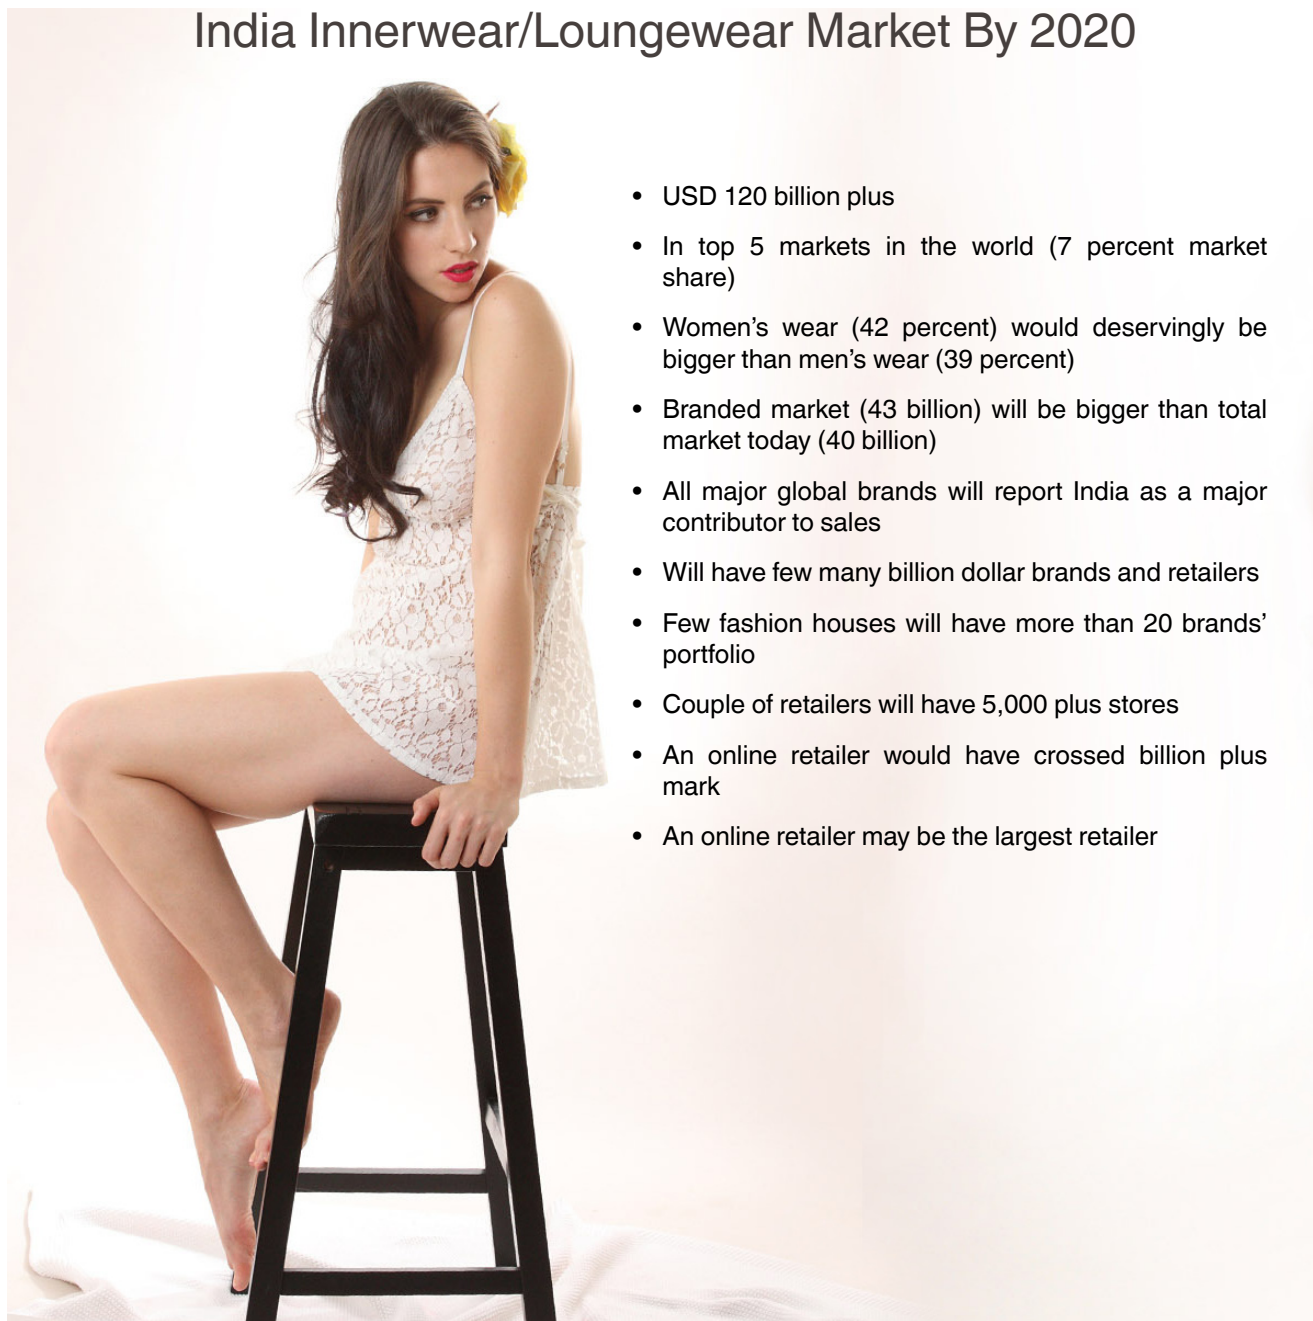 India Innerwear/Loungewear Market By 2020
• USD 120 billion plus
• In top 5 markets in the world (7 percent market
share)
• Women’s wear (42 percent) would deservingly be
bigger than men’s wear (39 percent)
• Branded market (43 billion) will be bigger than total
market today (40 billion)
• All major global brands will report India as a major
contributor to sales
• Will have few many billion dollar brands and retailers
• Few fashion houses will have more than 20 brands’
portfolio
• Couple of retailers will have 5,000 plus stores
• An online retailer would have crossed billion plus
mark
• An online retailer may be the largest retailer